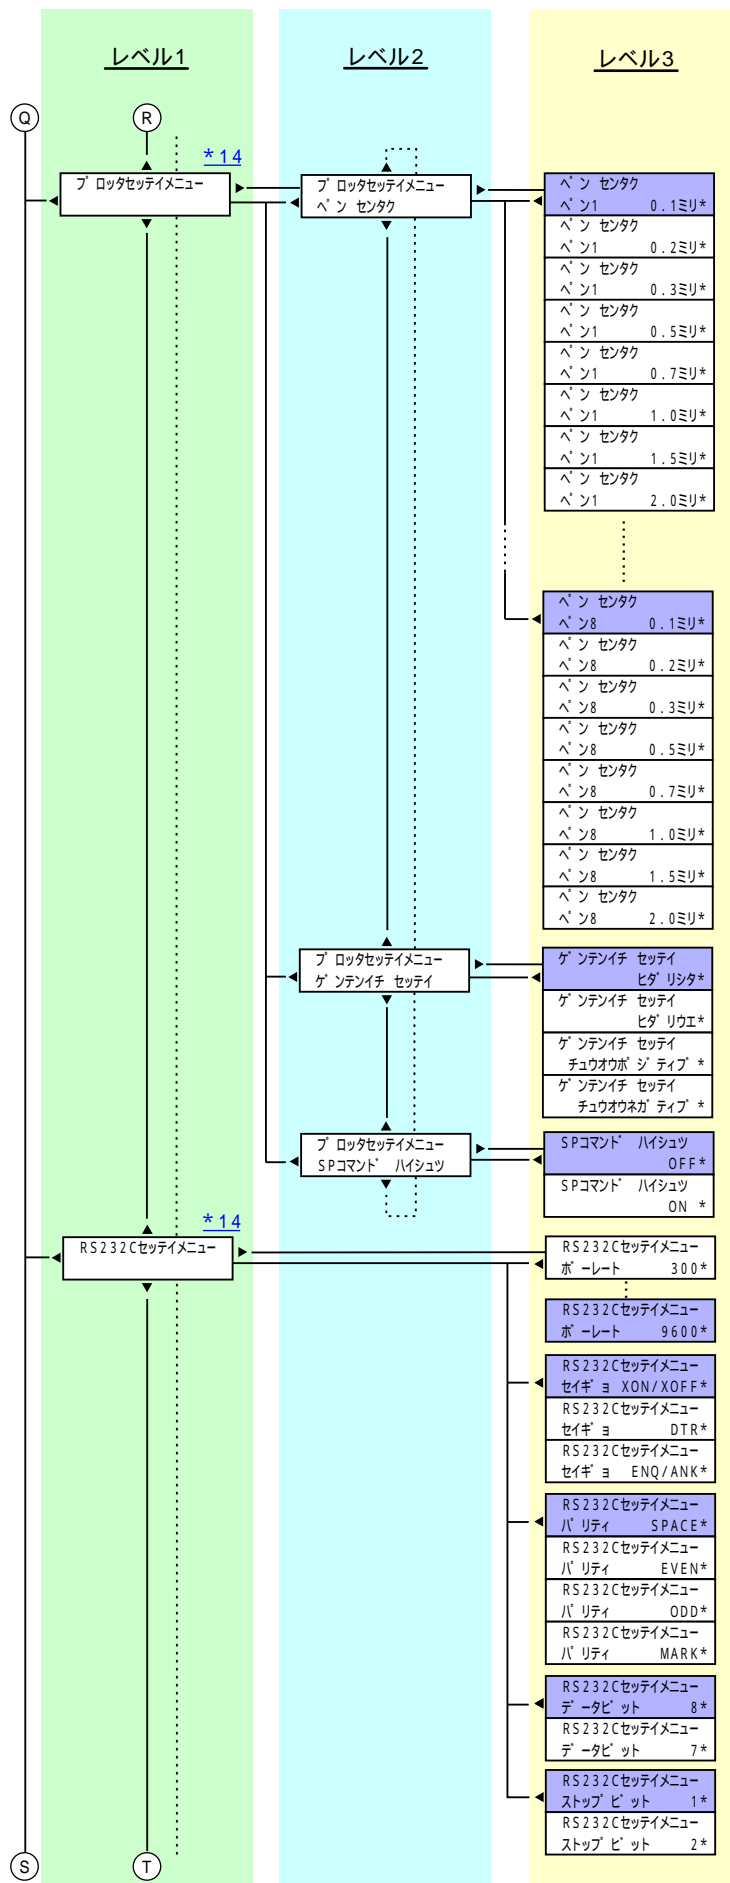 レベル1
レベル2
レベル3
Q
R
*14
プロッタセッテイメニュー
プロッタセッテイメニュー
ペン センタク
ペン センタク
ペン1 0.1ミリ*
ペン センタク
ペン1 0.2ミリ*
ペン センタク
ペン1 0.3ミリ*
ペン センタク
ペン1 0.5ミリ*
ペン センタク
ペン1 0.7ミリ*
ペン センタク
ペン1 1.0ミリ*
ペン センタク
ペン1 1.5ミリ*
ペン センタク
ペン1 2.0ミリ*
ペン センタク
ペン8 0.1ミリ*
ペン センタク
ペン8 0.2ミリ*
ペン センタク
ペン8 0.3ミリ*
ペン センタク
ペン8 0.5ミリ*
ペン センタク
ペン8 0.7ミリ*
ペン センタク
ペン8 1.0ミリ*
ペン センタク
ペン8 1.5ミリ*
ペン センタク
ペン8 2.0ミリ*
プロッタセッテイメニュー
ゲンテンイチ セッテイ
ゲンテンイチ セッテイ
ヒダリシタ*
ゲンテンイチ セッテイ
ヒダリウエ*
ゲンテンイチ セッテイ
チュウオウポジティブ*
ゲンテンイチ セッテイ
チュウオウネガティブ*
プロッタセッテイメニュー
SPコマンド ハイシュツ
SPコマンド ハイシュツ
OFF*
SPコマンド ハイシュツ
ON *
*14
RS232Cセッテイメニュー
RS232Cセッテイメニュー
ボーレート 300*
RS232Cセッテイメニュー
ボーレート 9600*
RS232Cセッテイメニュー
セイギョ XON/XOFF*
RS232Cセッテイメニュー
セイギョ DTR*
RS232Cセッテイメニュー
セイギョ ENQ/ANK*
RS232Cセッテイメニュー
パリティ SPACE*
RS232Cセッテイメニュー
パリティ EVEN*
RS232Cセッテイメニュー
パリティ ODD*
RS232Cセッテイメニュー
パリティ MARK*
RS232Cセッテイメニュー
データビット 8*
RS232Cセッテイメニュー
データビット 7*
RS232Cセッテイメニュー
ストップビット 1*
RS232Cセッテイメニュー
ストップビット 2*
S
T